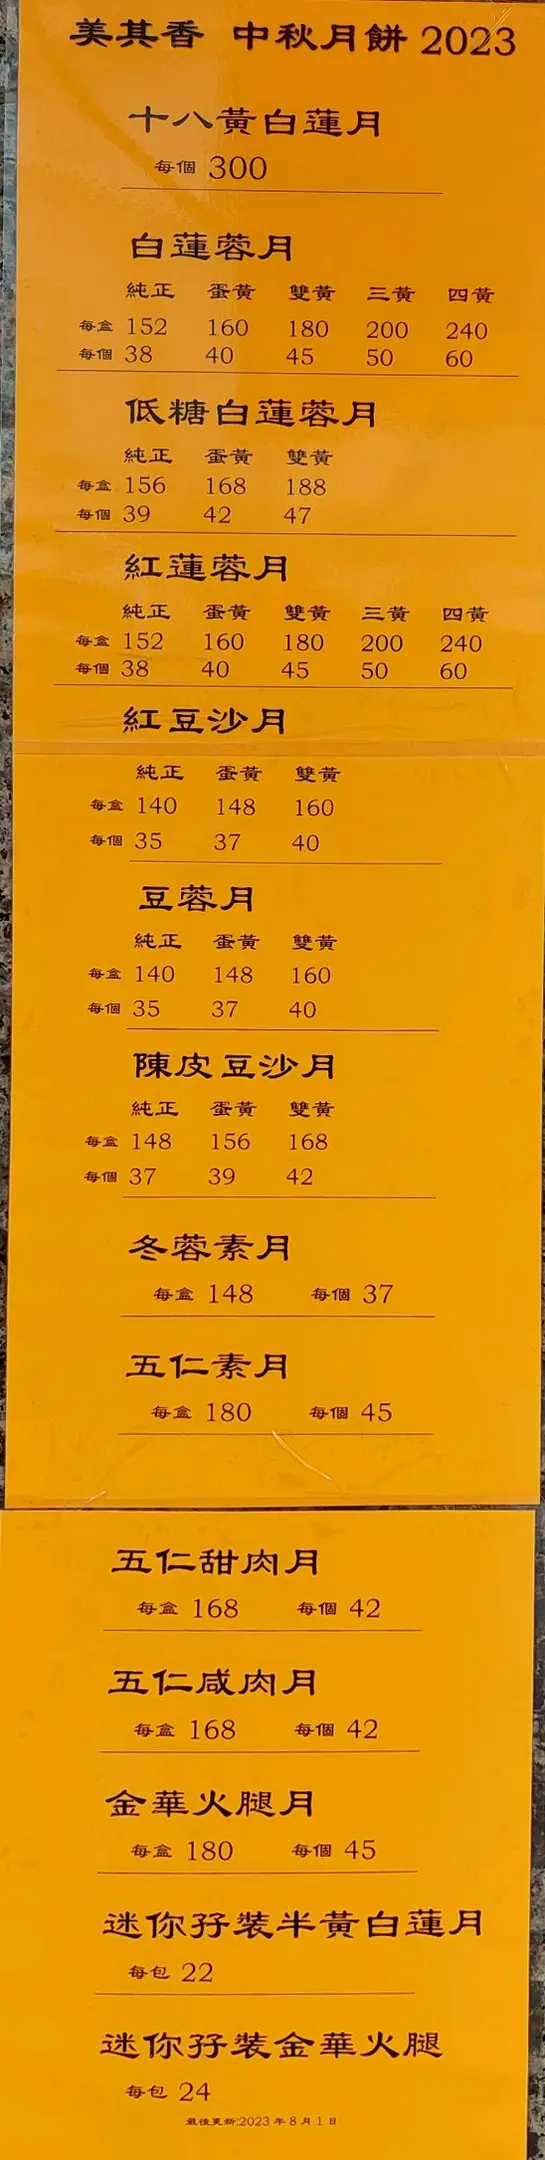 美其香 中秋月餅 2023
十八黃白蓮月
每個 300
白蓮蓉月
純正 蛋黃 雙黃 三黃 四黃
每盒 152 160 180 200 240
每個 38 40 45 50 60
低糖白蓮蓉月
純正 蛋黃 雙黃
每盒 156 168 188
每個 39 42 47
紅蓮蓉月
純正 蛋黃 雙黃 三黃 四黃
每盒 152 160 180 200 240
每個 38 40 45 50 60
紅豆沙月
純正 蛋黃 雙黃
每盒 140 148 160
每個 35 37 40
豆蓉月
純正 蛋黃 雙黃
每盒 140 148 160
每個 35 37 40
陳皮豆沙月
純正 蛋黃 雙黃
每盒 148 156 168
每個 37 39 42
冬蓉素月
每盒 148 每個 37
五仁素月
每盒 180 每個 45
五仁甜肉月
每盒 168 每個 42
五仁咸肉月
每盒 168 每個 42
金華火腿月
每盒 180 每個 45
迷你孖裝半黃白蓮月
每包 22
迷你孖裝金華火腿
每包 24
最後更新:2023 年 8 月 1 日